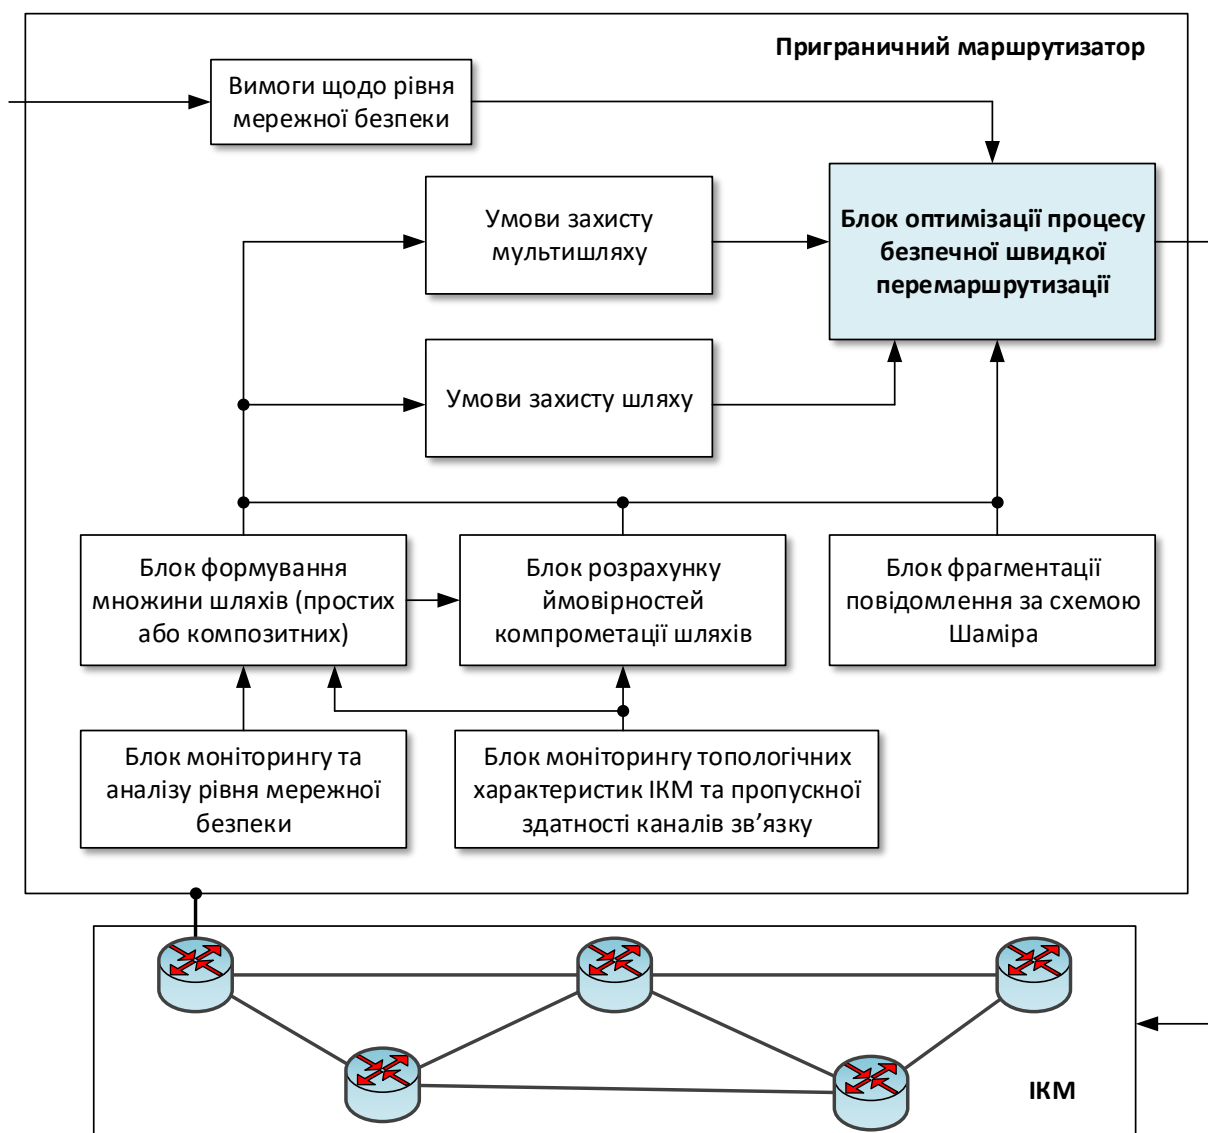 Приграничний маршрутизатор
Вимоги щодо рівня
мережної безпеки
Умови захисту
мультишляху
Блок оптимізації процесу
безпечної швидкої
перемаршрутизації
Умови захисту шляху
Блок формування
множини шляхів (простих
або композитних)
Блок розрахунку
ймовірностей
компрометації шляхів
Блок фрагментації
повідомлення за схемою
Шаміра
Блок моніторингу та
аналізу рівня мережної
безпеки
Блок моніторингу топологічних
характеристик ІКМ та пропускної
здатності каналів зв’язку
ІКМ